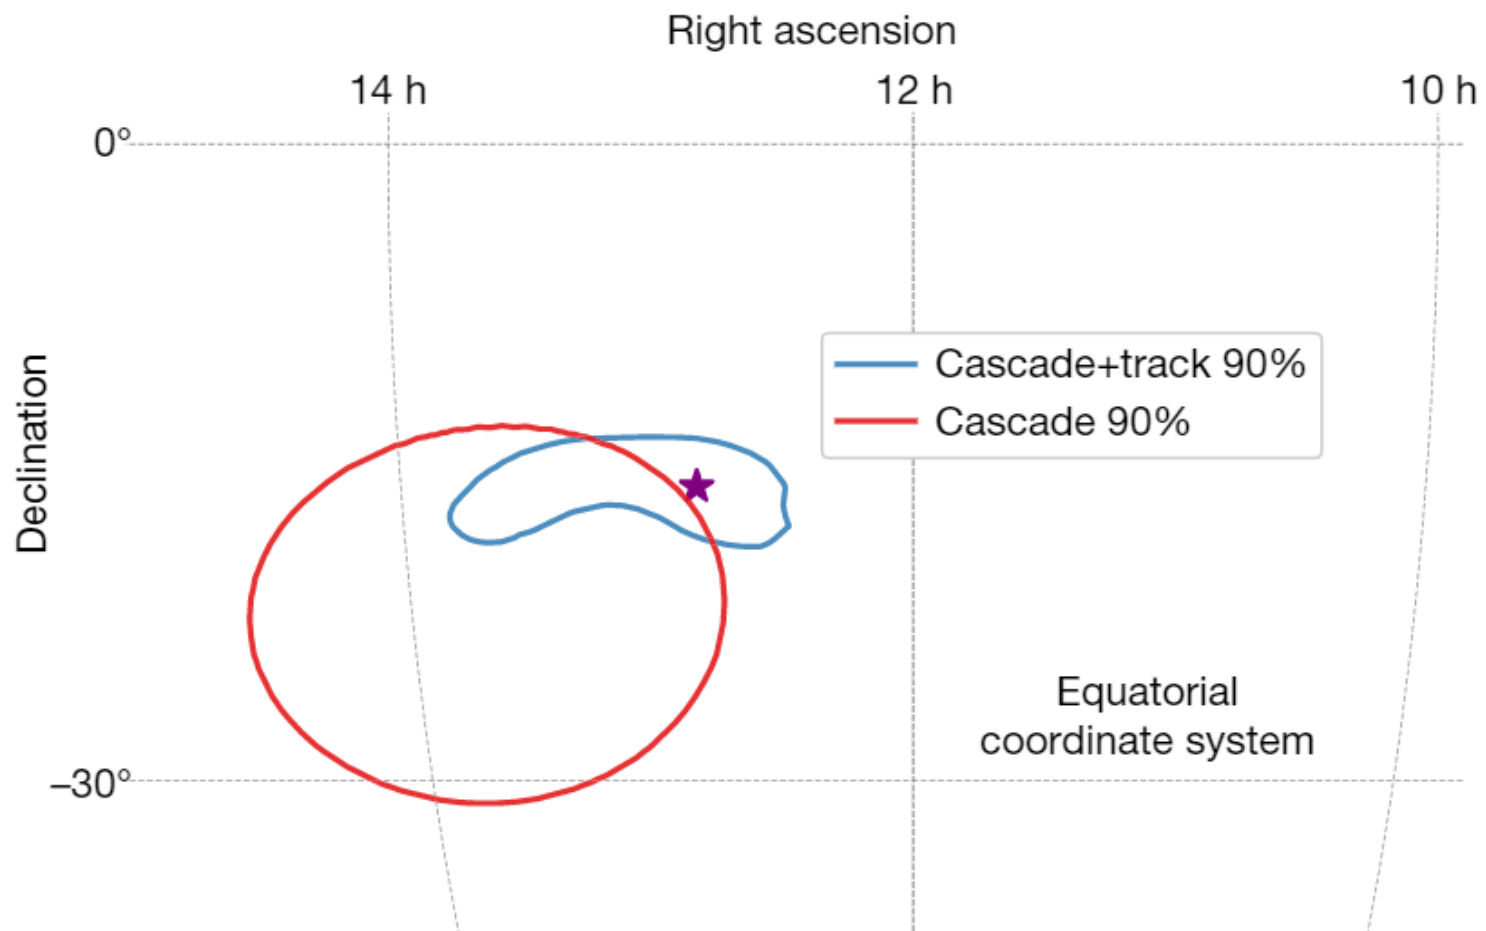 Right ascension
14 h
12 h
10 h
0°
Declination
Cascade+track 90%
Cascade 90%
Equatorial
coordinate system
–30°